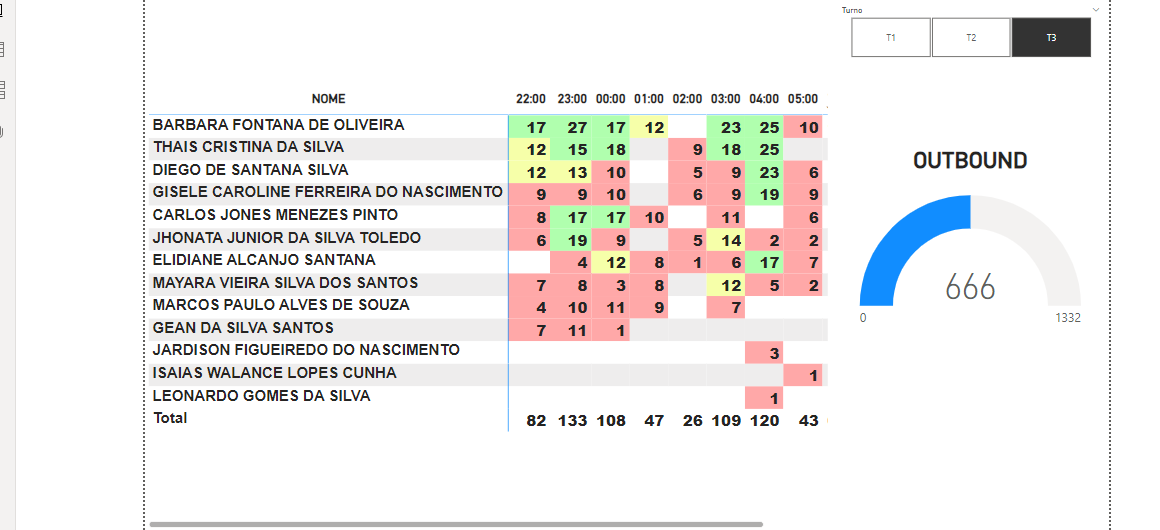 Turno
T1 T2 T3
NOME 22:00 23:00 00:00 01:00 02:00 03:00 04:00 05:00
BARBARA FONTANA DE OLIVEIRA 17 27 17 12 23 25 10
THAIS CRISTINA DA SILVA 12 15 18 9 18 25
DIEGO DE SANTANA SILVA 12 13 10 5 9 23 6
GISELE CAROLINE FERREIRA DO NASCIMENTO 9 9 10 6 9 19 9
CARLOS JONES MENEZES PINTO 8 17 17 10 11 6
JHONATA JUNIOR DA SILVA TOLEDO 6 19 9 5 14 2 2
ELIDIANE ALCANJO SANTANA 4 12 8 1 6 17 7
MAYARA VIEIRA SILVA DOS SANTOS 7 8 3 8 12 5 2
MARCOS PAULO ALVES DE SOUZA 4 10 11 9 7
GEAN DA SILVA SANTOS 7 11 1
JARDISON FIGUEIREDO DO NASCIMENTO 3
ISAIAS WALANCE LOPES CUNHA 1
LEONARDO GOMES DA SILVA 1
Total 82 133 108 47 26 109 120 43
OUTBOUND
666
0 1332